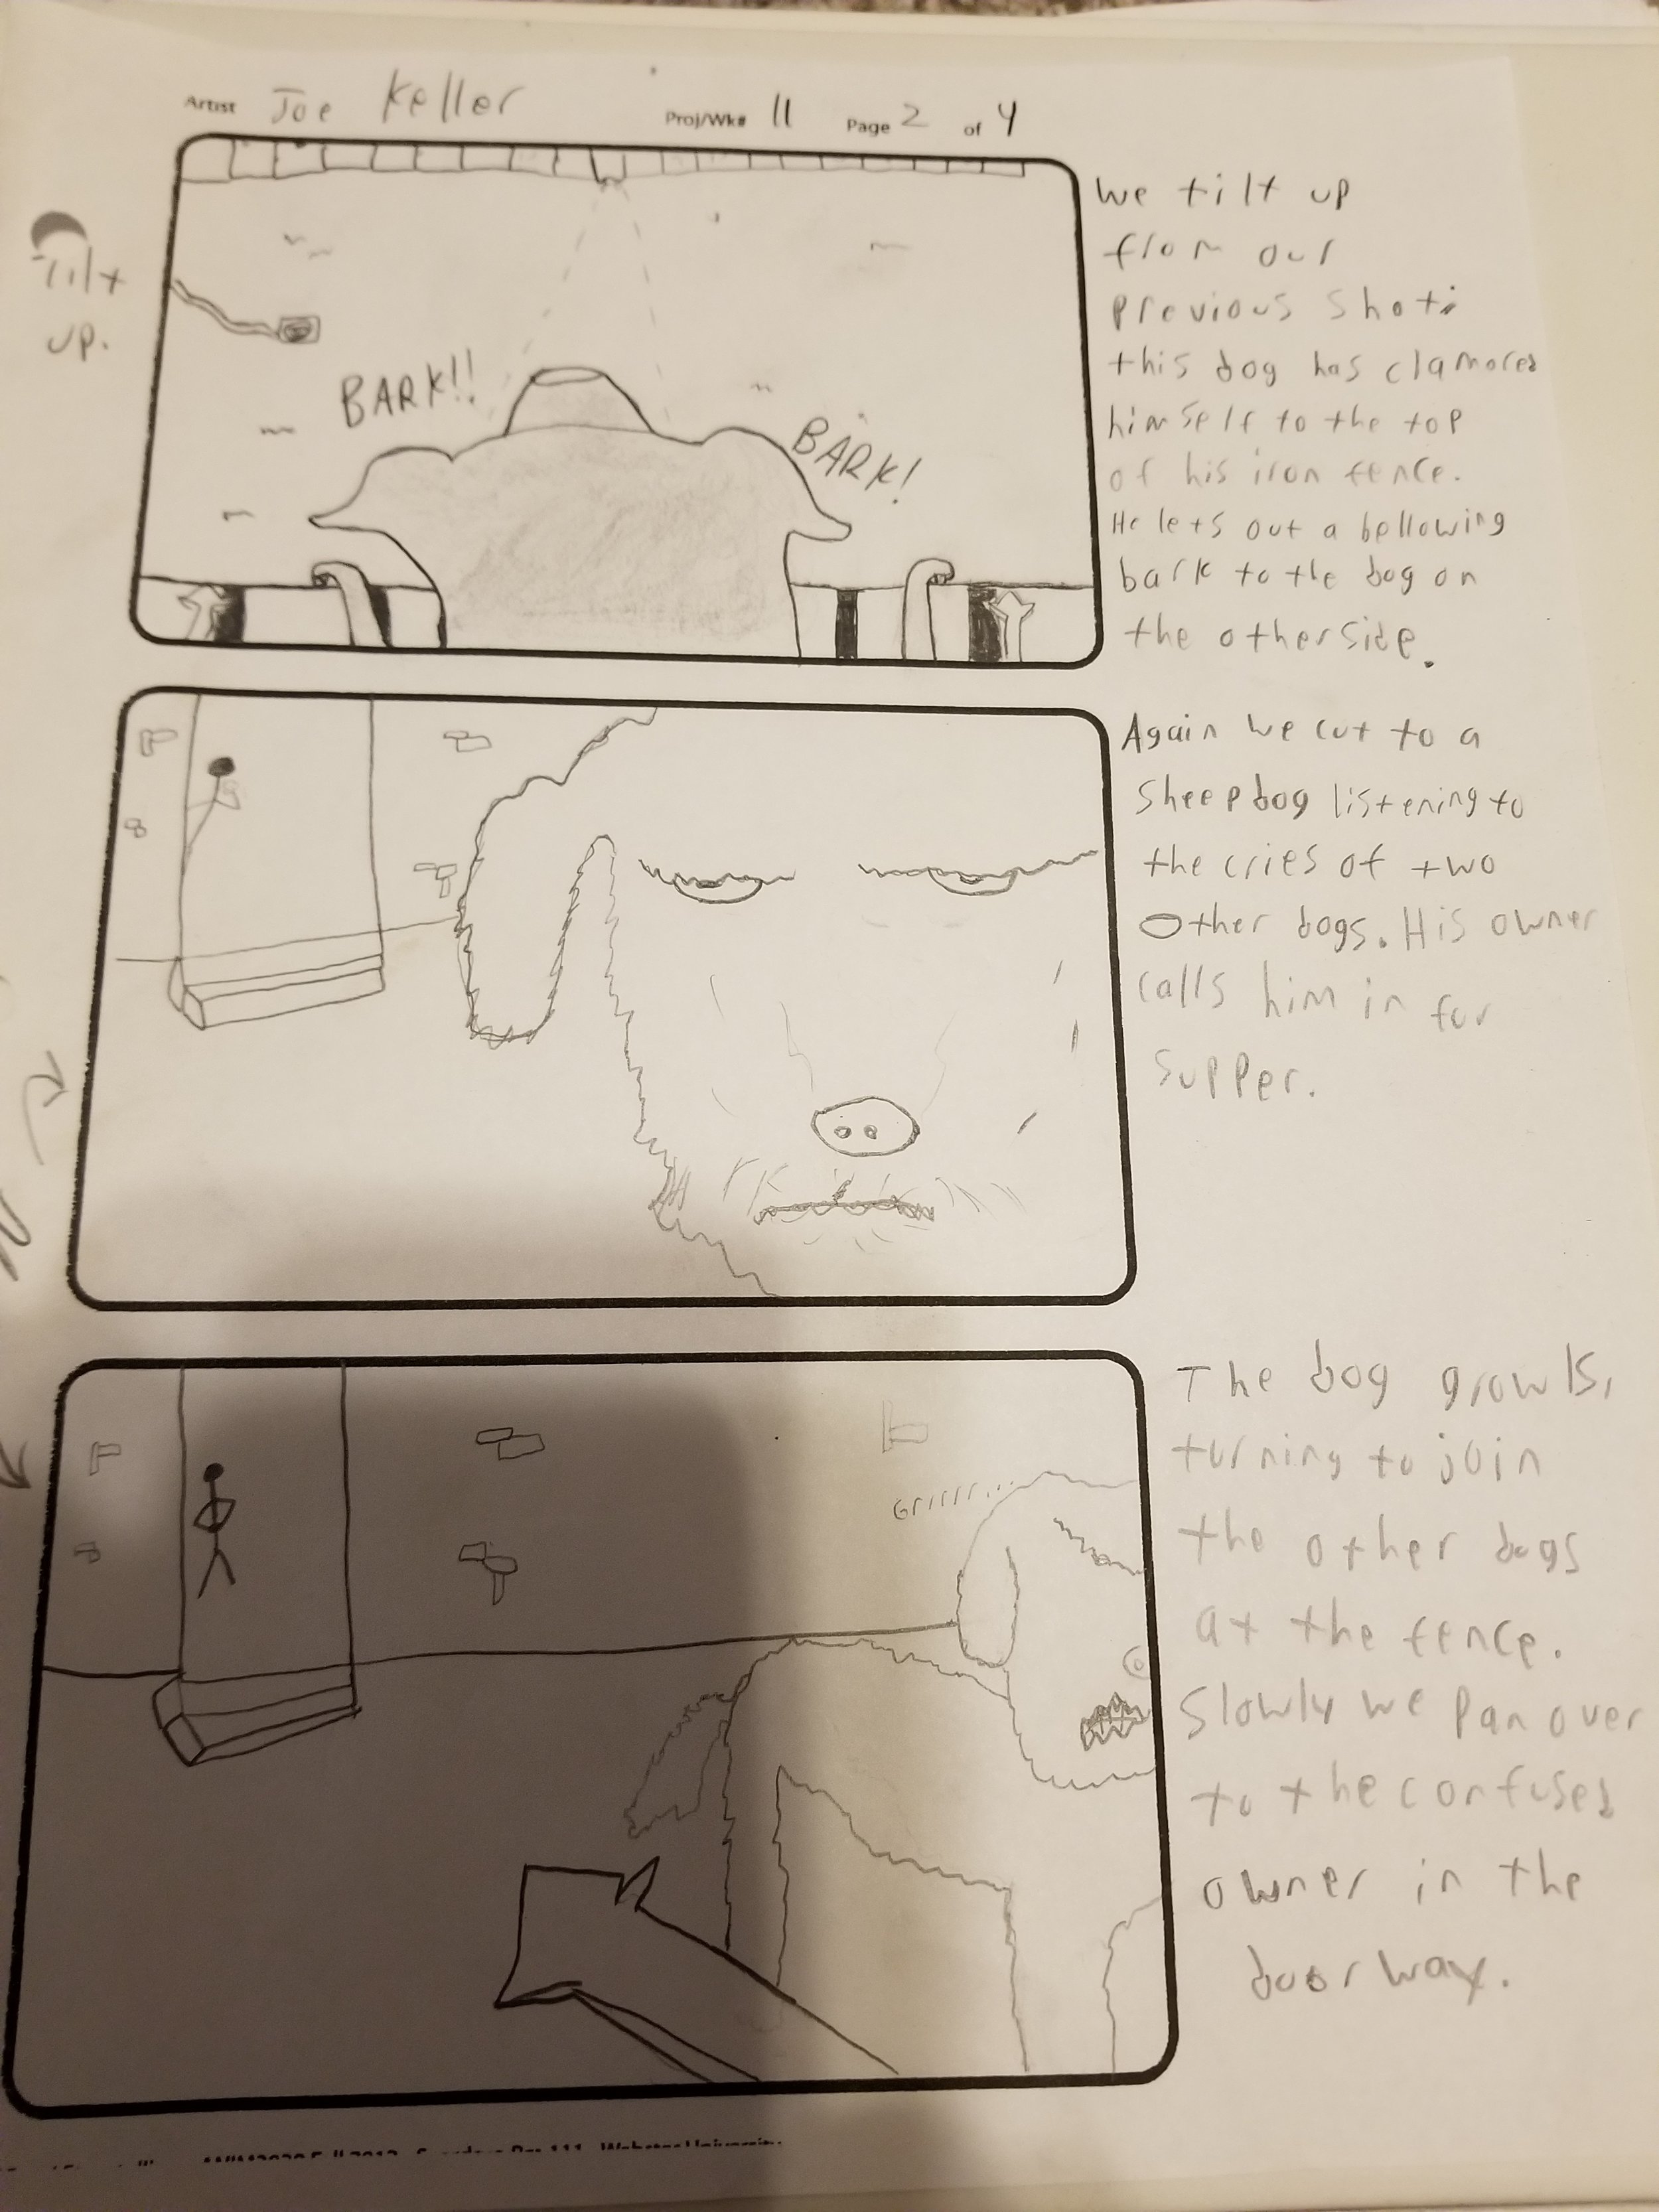 Artist Joe Keller Proj/Wk# 11 Page 2 of 4
Tilt
up.
BARK!!
BARK!
We tilt up
from our
previous shot;
this dog has clamored
himself to the top
of his iron fence.
He lets out a bellowing
bark to the dog on
the otherside.
Again we cut to a
Sheepdog listening to
the cries of two
Other dogs. His owner
calls him in for
supper.
Grrrrr...
The dog growls,
turning to join
the other dogs
at the fence.
Slowly we pan over
to the confused
owner in the
doorway.
Webster University